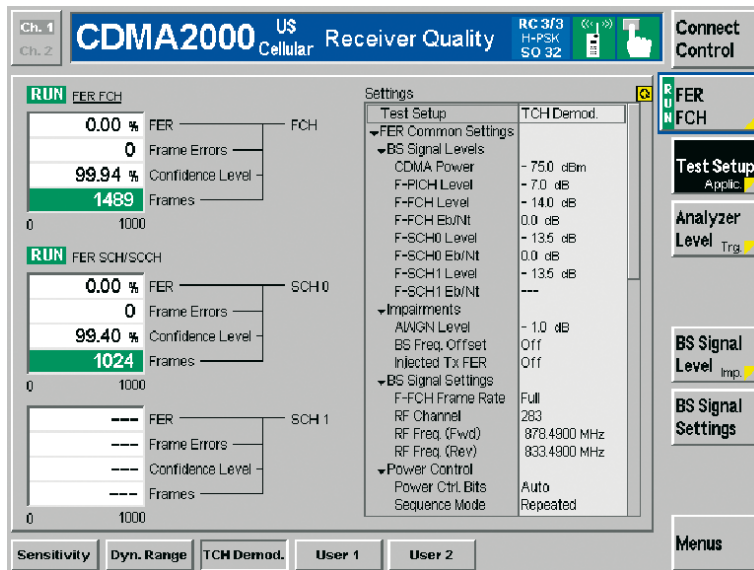 Ch. 1
Ch. 2
CDMA2000 US Cellular Receiver Quality
RC 3/3
H-PSK
SO 32
Connect Control
RUN FER FCH
0.00 % FER FCH
0 Frame Errors
99.94 % Confidence Level
1489 Frames
0 1000
RUN FER SCH/SCCH
0.00 % FER SCH 0
0 Frame Errors
99.40 % Confidence Level
1024 Frames
0 1000
--- FER SCH 1
--- Frame Errors
--- Confidence Level
--- Frames
0 1000
Settings
Test Setup TCH Demod.
FER Common Settings
BS Signal Levels
CDMA Power - 75.0 dBm
F-PICH Level - 7.0 dB
F-FCH Level - 14.0 dB
F-FCH Eb/Nt 0.0 dB
F-SCH0 Level - 13.5 dB
F-SCH0 Eb/Nt 0.0 dB
F-SCH1 Level - 13.5 dB
F-SCH1 Eb/Nt ---
Impairments
AWGN Level - 1.0 dB
BS Freq. Offset Off
Injected Tx FER Off
BS Signal Settings
F-FCH Frame Rate Full
RF Channel 283
RF Freq. (Fwd) 878.4900 MHz
RF Freq. (Rev) 833.4900 MHz
Power Control
Power Ctrl. Bits Auto
Sequence Mode Repeated
RUN
FER
FCH
Test Setup
Applic.
Analyzer
Level Trg.
BS Signal
Level Imp.
BS Signal
Settings
Menus
Sensitivity Dyn. Range TCH Demod. User 1 User 2